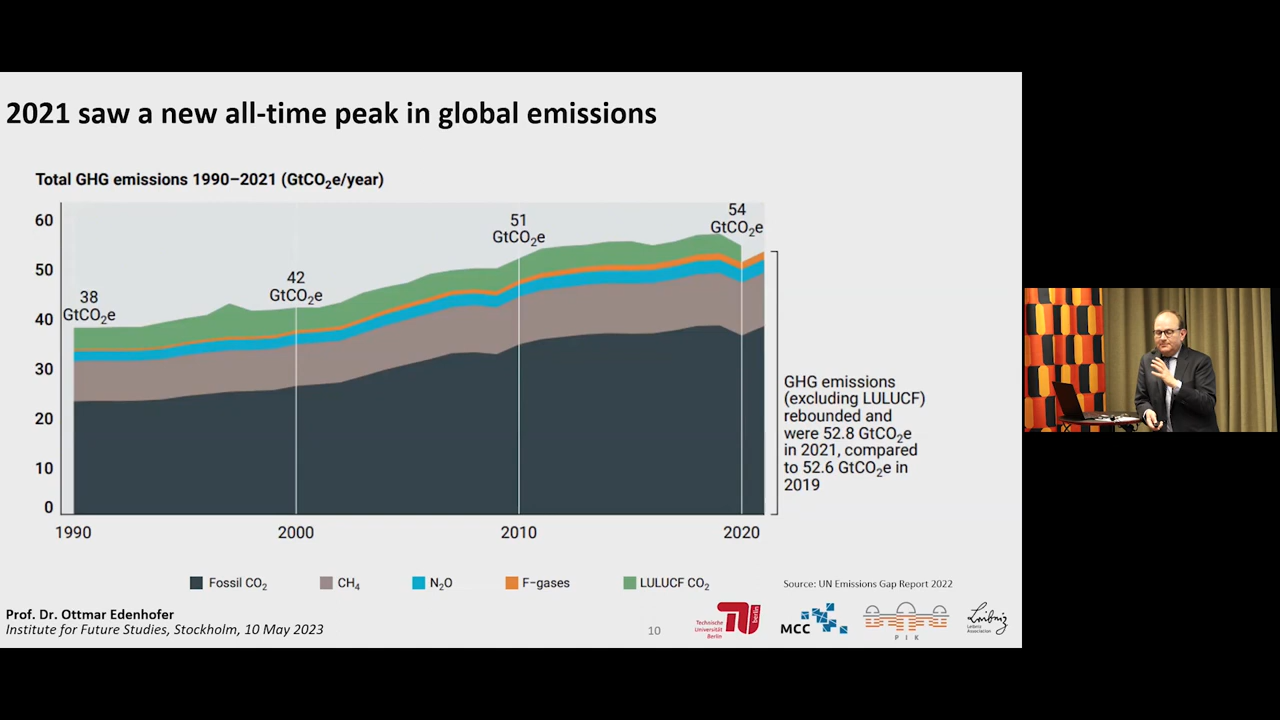 2021 saw a new all-time peak in global emissions
Total GHG emissions 1990–2021 (GtCO₂e/year)
60
50
40
30
20
10
0
38
GtCO₂e
42
GtCO₂e
51
GtCO₂e
54
GtCO₂e
1990
2000
2010
2020
GHG emissions
(excluding LULUCF)
rebounded and
were 52.8 GtCO₂e
in 2021, compared
to 52.6 GtCO₂e in
2019
Fossil CO₂
CH₄
N₂O
F-gases
LULUCF CO₂
Source: UN Emissions Gap Report 2022
Prof. Dr. Ottmar Edenhofer
Institute for Future Studies, Stockholm, 10 May 2023
10
Technische
Universität
Berlin
berlin
MCC
PIK
Leibniz
Leibniz
Association